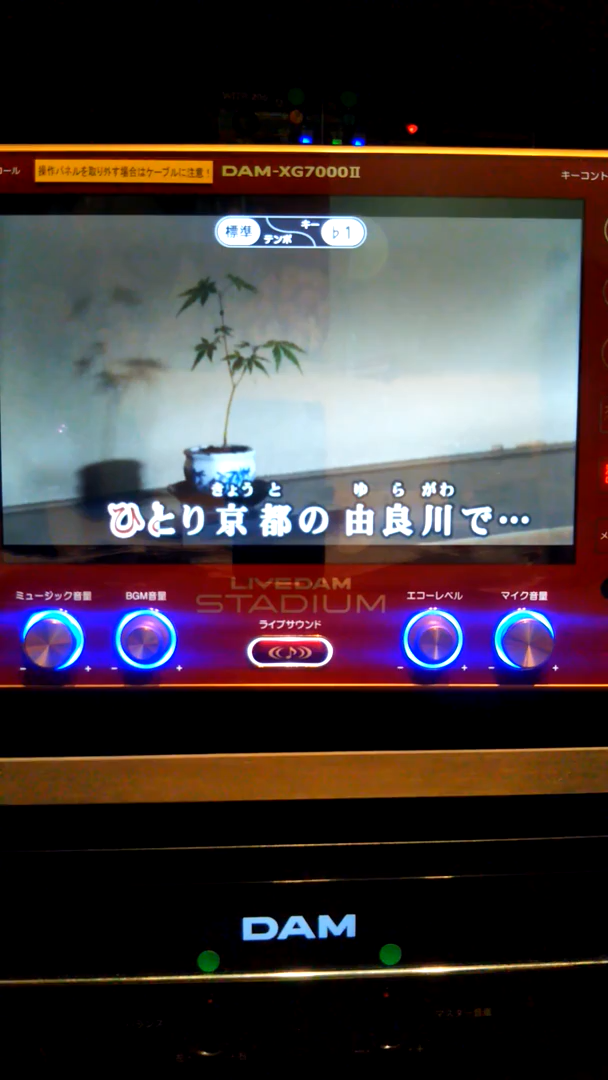 ール
操作パネルを取り外す場合はケーブルに注意!
DAM-XG7000II
キーコント
標準
テンポ
キー
♭1
きょう と ゆ ら がわ
ひとり京都の由良川で…
LIVEDAM
STADIUM
ミュージック音量
BGM音量
ライブサウンド
エコーレベル
マイク音量
- +
- +
- +
- +
DAM